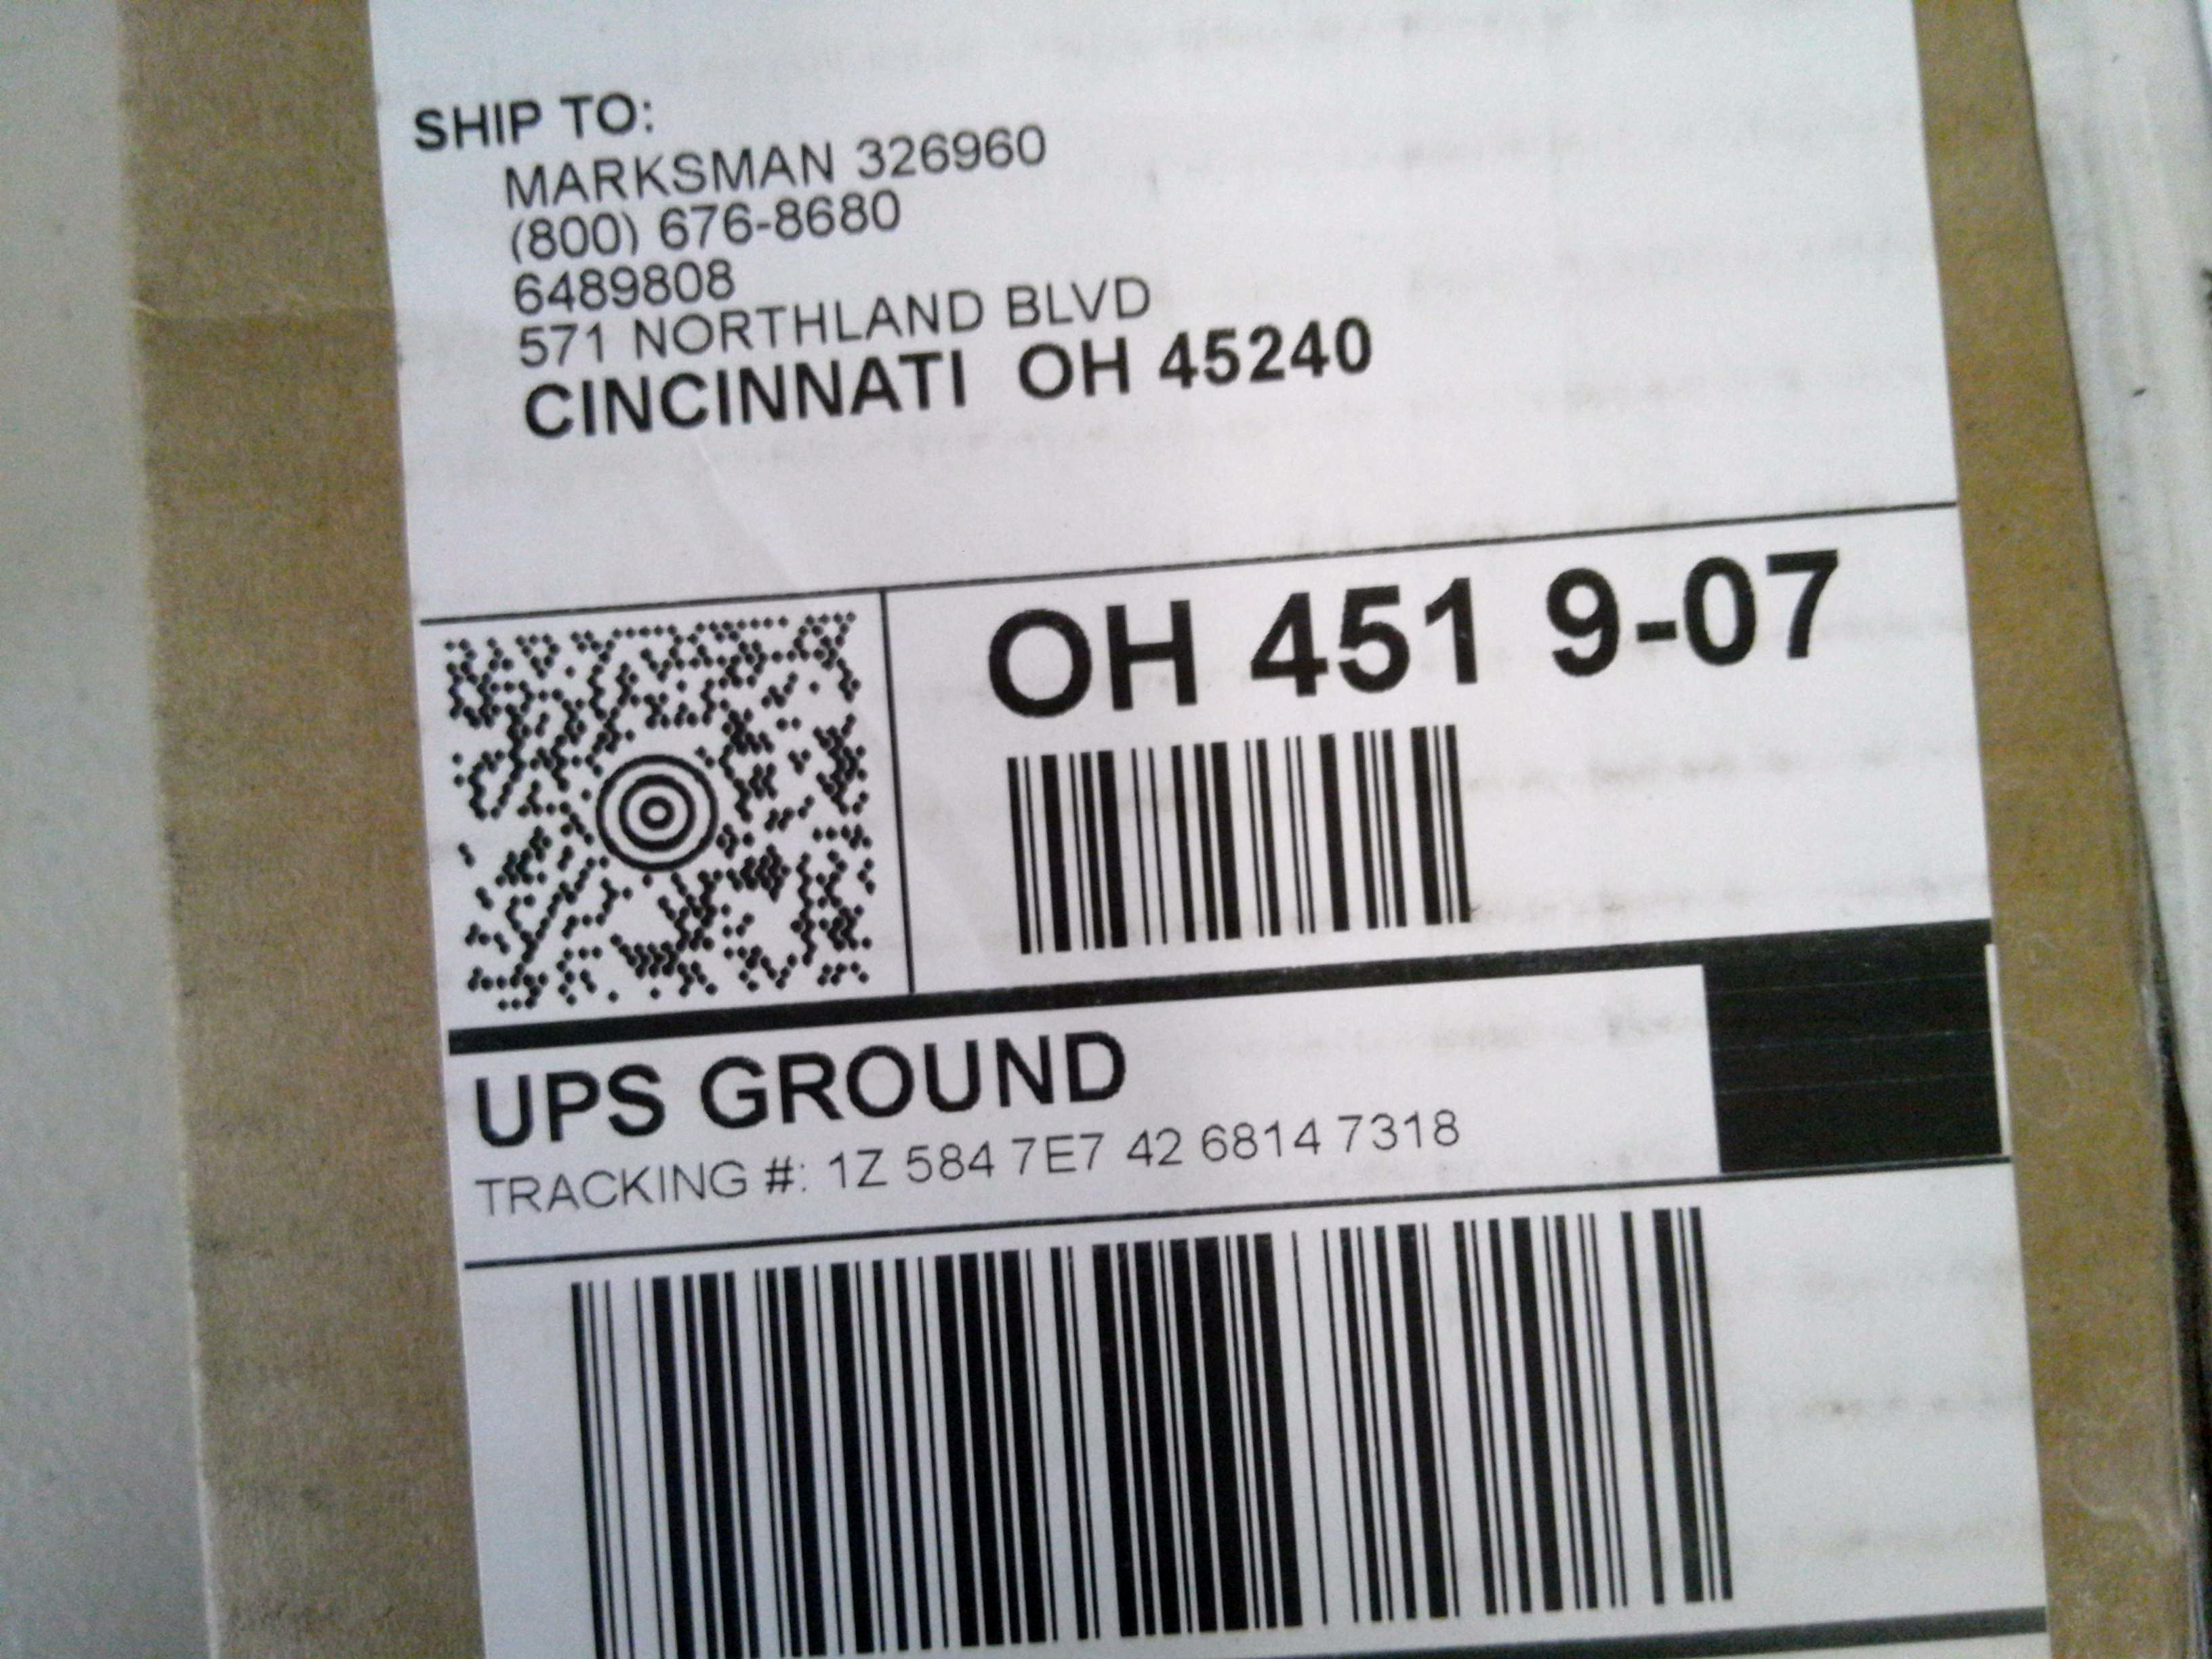 SHIP TO:
MARKSMAN 326960
(800) 676-8680
6489808
571 NORTHLAND BLVD
CINCINNATI OH 45240
OH 451 9-07
UPS GROUND
TRACKING #: 1Z 584 7E7 42 6814 7318